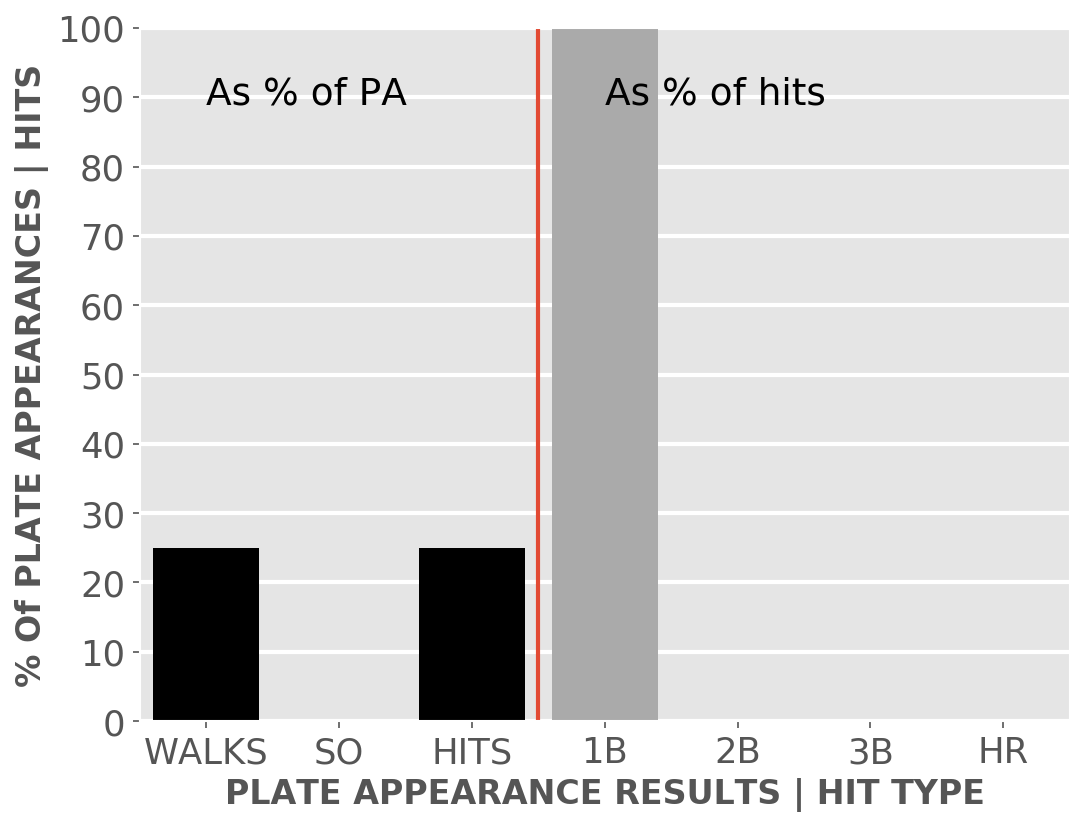 % Of PLATE APPEARANCES | HITS
100
90
80
70
60
50
40
30
20
10
0
As % of PA
As % of hits
WALKS SO HITS 1B 2B 3B HR
PLATE APPEARANCE RESULTS | HIT TYPE